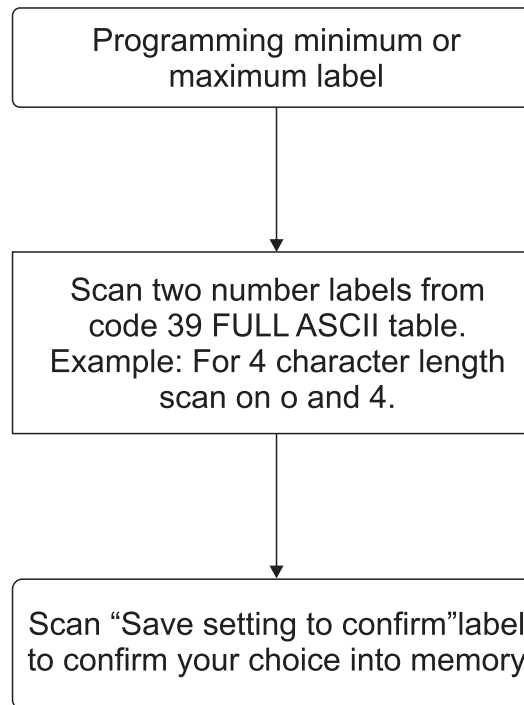 Programming minimum or
maximum label
Scan two number labels from
code 39 FULL ASCII table.
Example: For 4 character length
scan on o and 4.
Scan “Save setting to confirm”label
to confirm your choice into memory